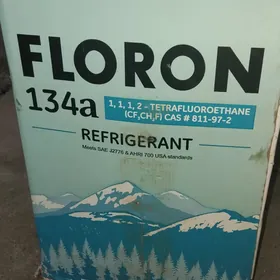 FLORON
134a
1, 1, 1, 2 - TETRAFLUOROETHANE
(CF₃CH₂F) CAS # 811-97-2
REFRIGERANT
Meets SAE J2776 & AHRI 700 USA standards